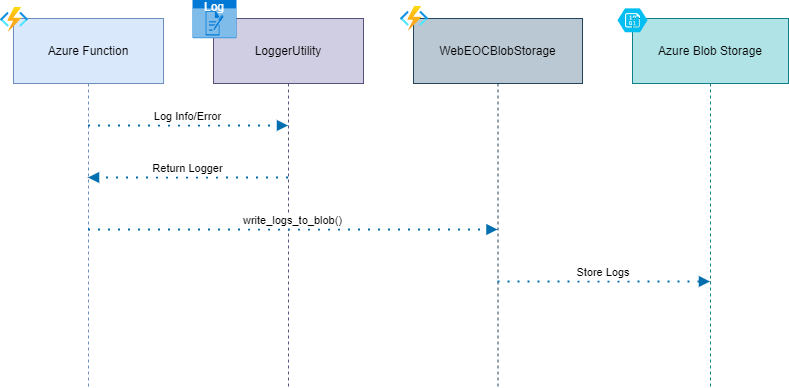 Log
Azure Function
LoggerUtility
WebEOCBlobStorage
Azure Blob Storage
Log Info/Error
Return Logger
write_logs_to_blob()
Store Logs